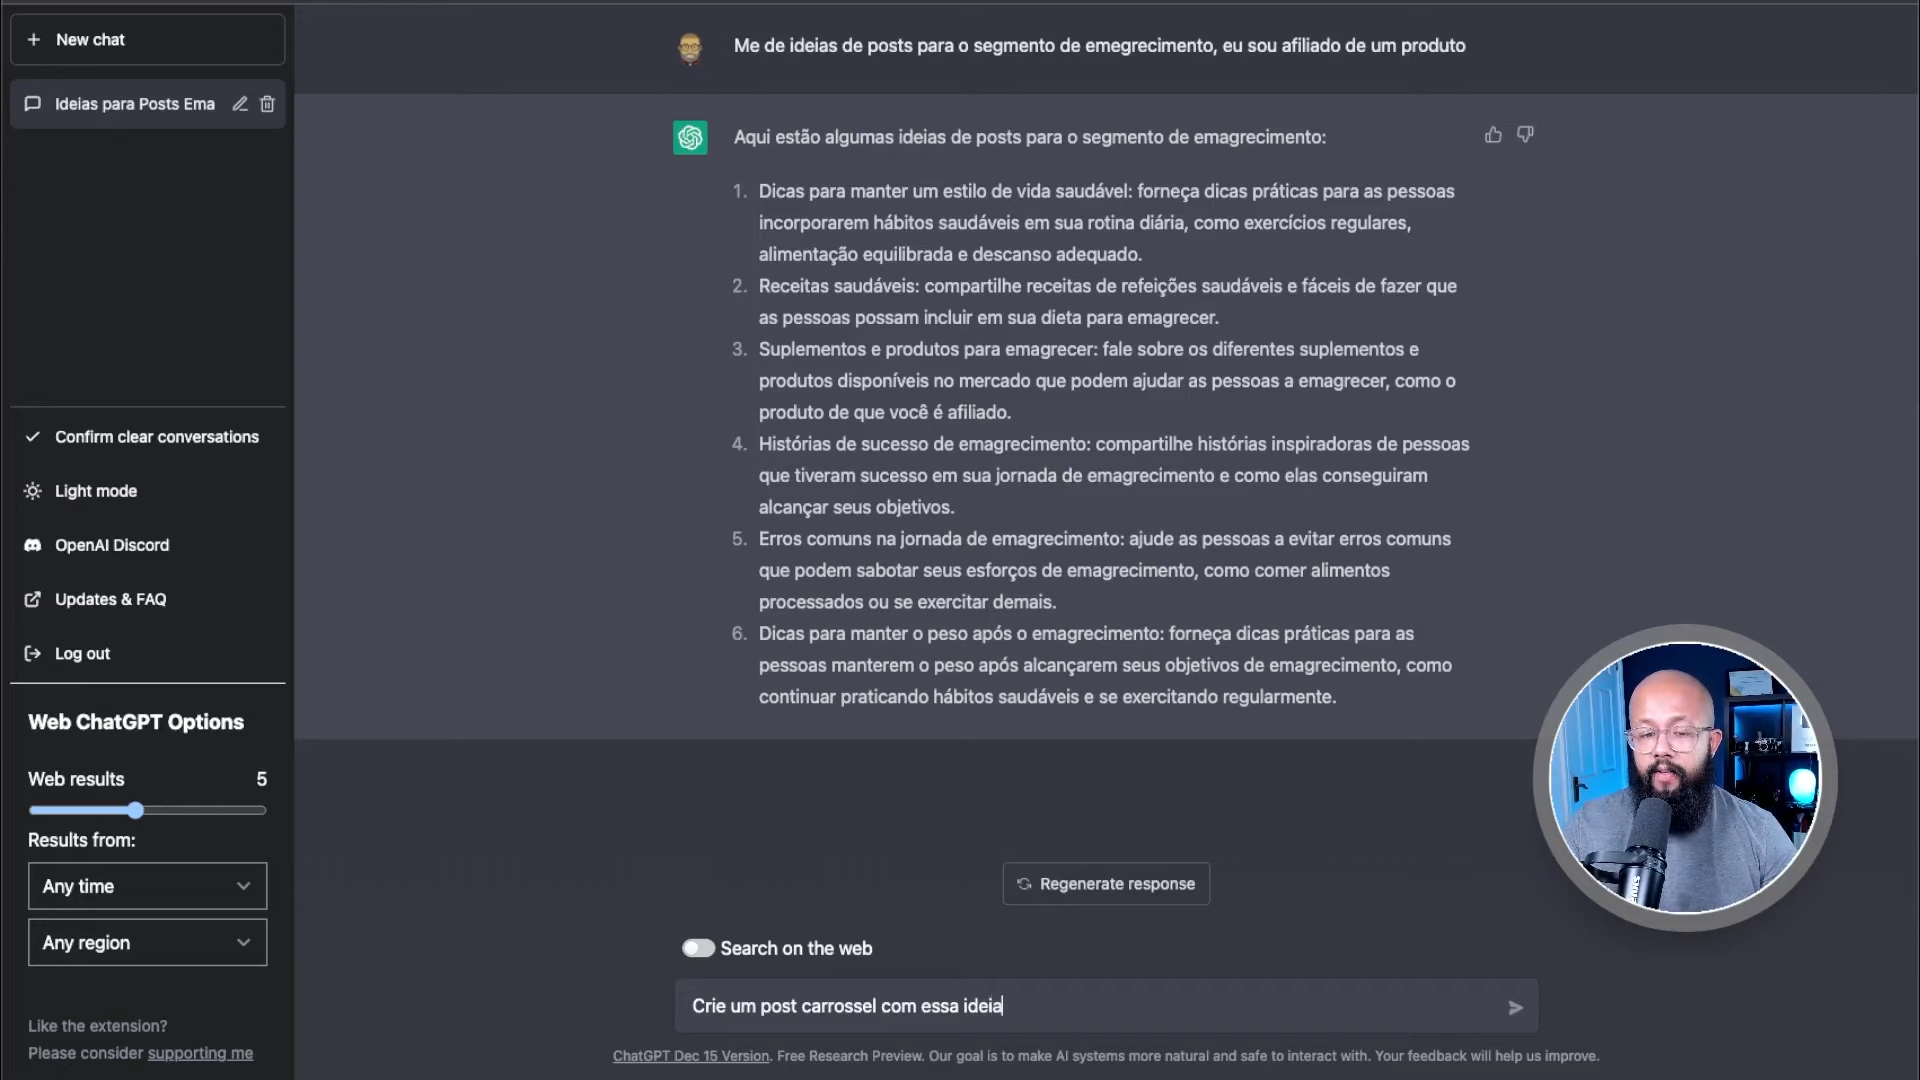 New chat
Ideias para Posts Ema
Confirm clear conversations
Light mode
OpenAI Discord
Updates & FAQ
Log out
Web ChatGPT Options
Web results 5
Results from:
Any time
Any region
Like the extension?
Please consider supporting me
Me de ideias de posts para o segmento de emegrecimento, eu sou afiliado de um produto
Aqui estão algumas ideias de posts para o segmento de emagrecimento:
1. Dicas para manter um estilo de vida saudável: forneça dicas práticas para as pessoas
incorporarem hábitos saudáveis em sua rotina diária, como exercícios regulares,
alimentação equilibrada e descanso adequado.
2. Receitas saudáveis: compartilhe receitas de refeições saudáveis e fáceis de fazer que
as pessoas possam incluir em sua dieta para emagrecer.
3. Suplementos e produtos para emagrecer: fale sobre os diferentes suplementos e
produtos disponíveis no mercado que podem ajudar as pessoas a emagrecer, como o
produto de que você é afiliado.
4. Histórias de sucesso de emagrecimento: compartilhe histórias inspiradoras de pessoas
que tiveram sucesso em sua jornada de emagrecimento e como elas conseguiram
alcançar seus objetivos.
5. Erros comuns na jornada de emagrecimento: ajude as pessoas a evitar erros comuns
que podem sabotar seus esforços de emagrecimento, como comer alimentos
processados ou se exercitar demais.
6. Dicas para manter o peso após o emagrecimento: forneça dicas práticas para as
pessoas manterem o peso após alcançarem seus objetivos de emagrecimento, como
continuar praticando hábitos saudáveis e se exercitando regularmente.
Regenerate response
Search on the web
Crie um post carrossel com essa ideia
ChatGPT Dec 15 Version. Free Research Preview. Our goal is to make AI systems more natural and safe to interact with. Your feedback will help us improve.